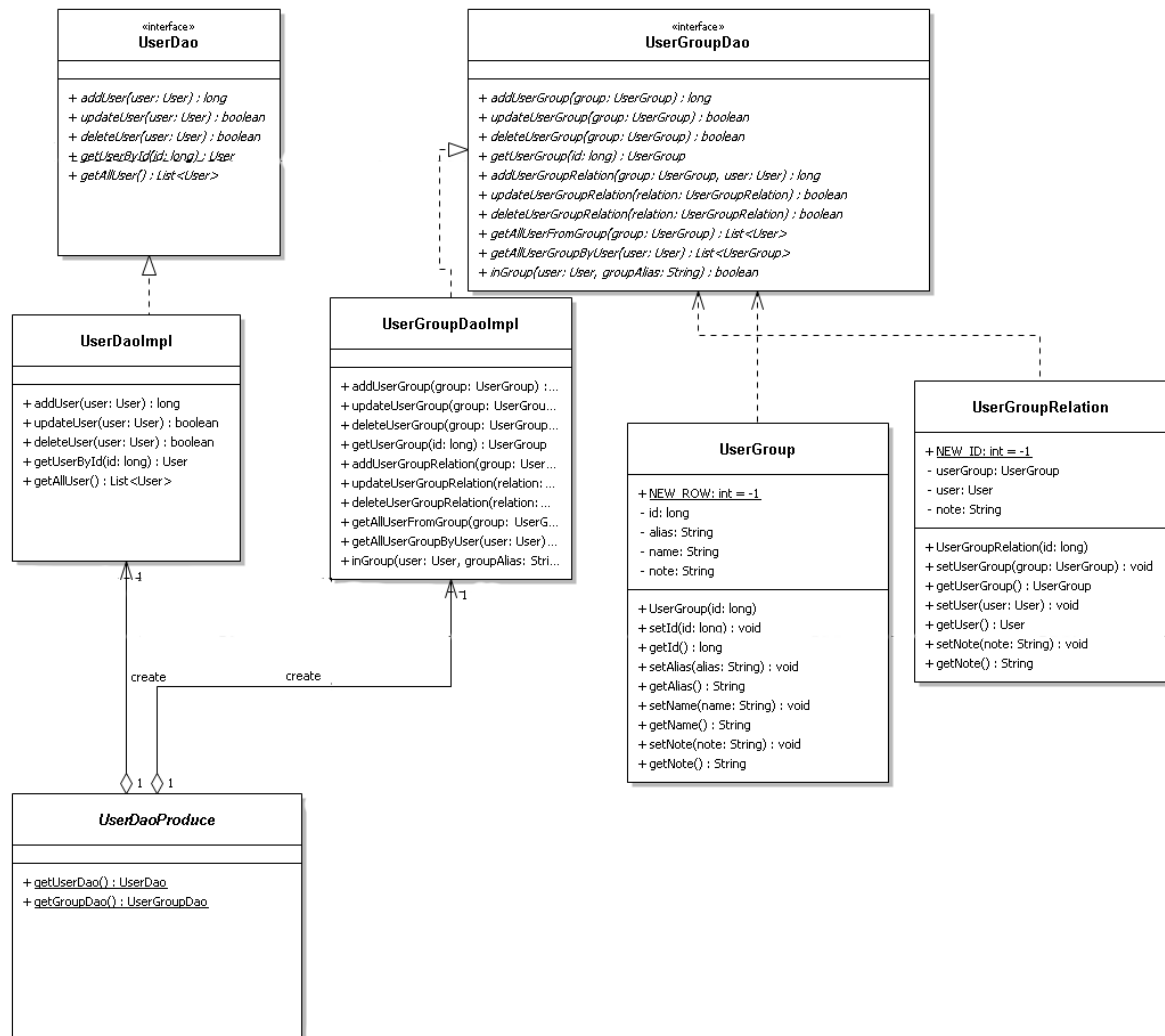 «interface»
UserDao
+ addUser(user: User) : long
+ updateUser(user: User) : boolean
+ deleteUser(user: User) : boolean
+ getUserById(id: long) : User
+ getAllUser() : List<User>
«interface»
UserGroupDao
+ addUserGroup(group: UserGroup) : long
+ updateUserGroup(group: UserGroup) : boolean
+ deleteUserGroup(group: UserGroup) : boolean
+ getUserGroup(id: long) : UserGroup
+ addUserGroupRelation(group: UserGroup, user: User) : long
+ updateUserGroupRelation(relation: UserGroupRelation) : boolean
+ deleteUserGroupRelation(relation: UserGroupRelation) : boolean
+ getAllUserFromGroup(group: UserGroup) : List<User>
+ getAllUserGroupByUser(user: User) : List<UserGroup>
+ inGroup(user: User, groupAlias: String) : boolean
UserDaoImpl
+ addUser(user: User) : long
+ updateUser(user: User) : boolean
+ deleteUser(user: User) : boolean
+ getUserById(id: long) : User
+ getAllUser() : List<User>
UserGroupDaoImpl
+ addUserGroup(group: UserGroup) :...
+ updateUserGroup(group: UserGrou...
+ deleteUserGroup(group: UserGroup...
+ getUserGroup(id: long) : UserGroup
+ addUserGroupRelation(group: User...
+ updateUserGroupRelation(relation: ...
+ deleteUserGroupRelation(relation: ...
+ getAllUserFromGroup(group: UserG...
+ getAllUserGroupByUser(user: User)...
+ inGroup(user: User, groupAlias: Stri...
UserGroup
+ NEW_ROW: int = -1
- id: long
- alias: String
- name: String
- note: String
+ UserGroup(id: long)
+ setId(id: long) : void
+ getId() : long
+ setAlias(alias: String) : void
+ getAlias() : String
+ setName(name: String) : void
+ getName() : String
+ setNote(note: String) : void
+ getNote() : String
UserGroupRelation
+ NEW_ID: int = -1
- userGroup: UserGroup
- user: User
- note: String
+ UserGroupRelation(id: long)
+ setUserGroup(group: UserGroup) : void
+ getUserGroup() : UserGroup
+ setUser(user: User) : void
+ getUser() : User
+ setNote(note: String) : void
+ getNote() : String
-1
-1
create
create
1
1
UserDaoProduce
+ getUserDao() : UserDao
+ getGroupDao() : UserGroupDao